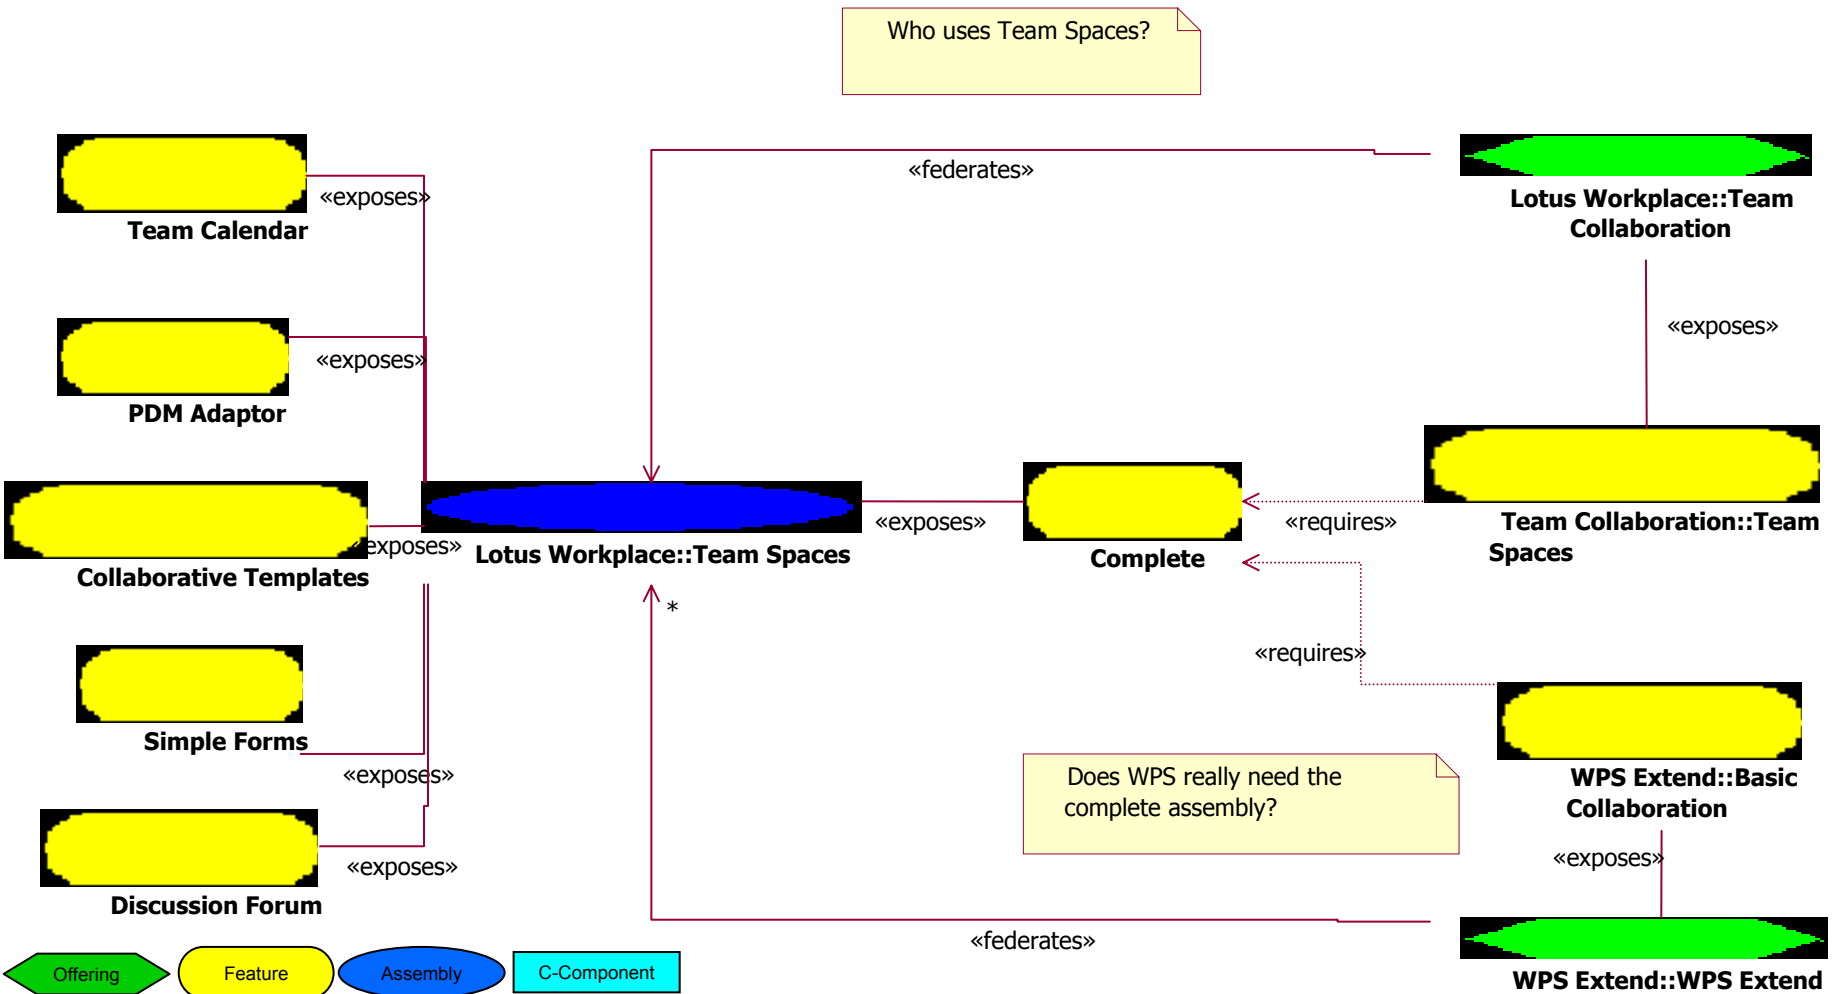 Who uses Team Spaces?
«federates»
«exposes»
Team Calendar
Lotus Workplace::Team
Collaboration
«exposes»
«exposes»
PDM Adaptor
«exposes»
Collaborative Templates
Lotus Workplace::Team Spaces
«exposes»
Complete
«requires»
Team Collaboration::Team
Spaces
*
«requires»
Simple Forms
«exposes»
Does WPS really need the
complete assembly?
WPS Extend::Basic
Collaboration
«exposes»
«exposes»
Discussion Forum
«federates»
WPS Extend::WPS Extend
Offering
Feature
Assembly
C-Component